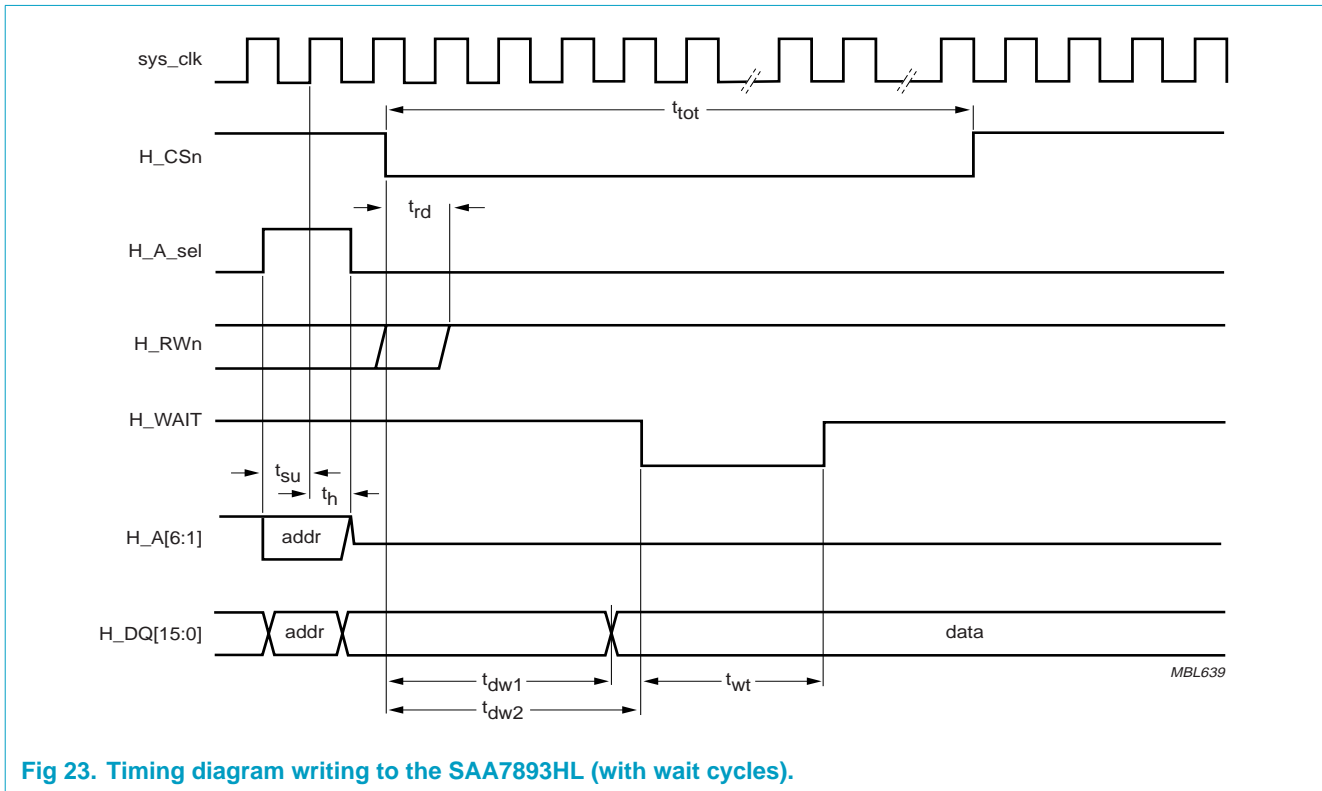 sys_clk
t_tot
H_CSn
t_rd
H_A_sel
H_RWn
H_WAIT
t_su
t_h
H_A[6:1]
addr
H_DQ[15:0]
addr
data
t_dw1
t_wt
t_dw2
MBL639
Fig 23. Timing diagram writing to the SAA7893HL (with wait cycles).